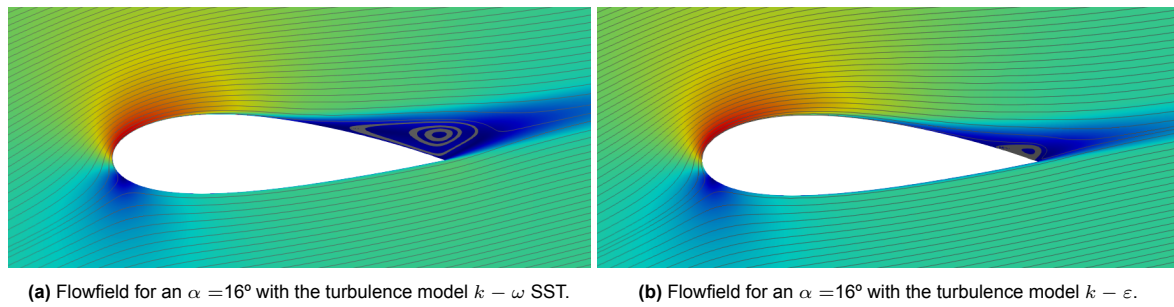 (a) Flowfield for an α =16º with the turbulence model k − ω SST.
(b) Flowfield for an α =16º with the turbulence model k − ε.